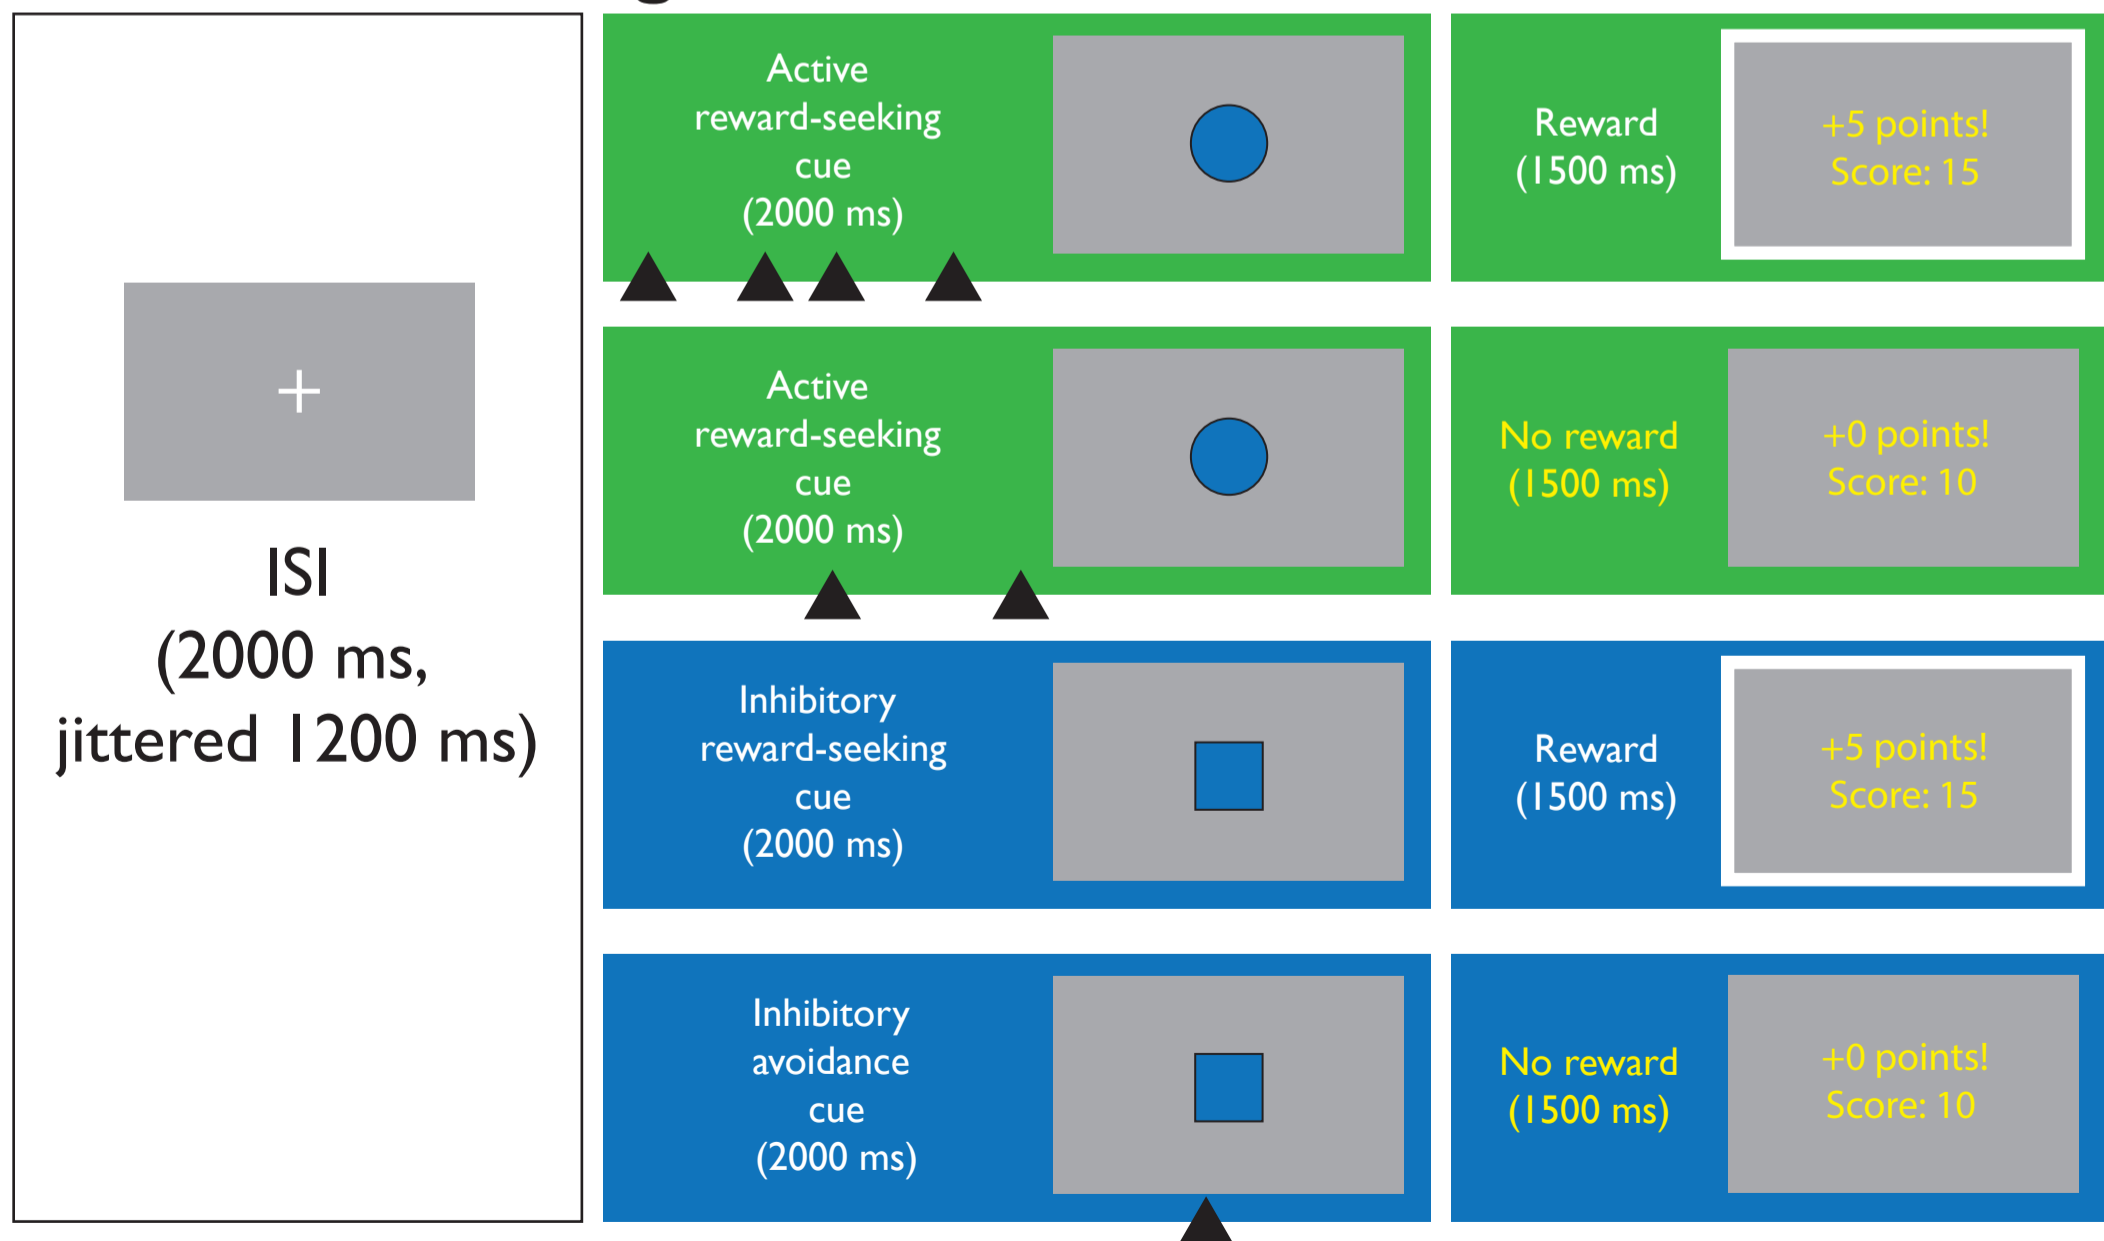 ISI
(2000 ms,
jittered 1200 ms)
Active
reward-seeking
cue
(2000 ms)
Reward
(1500 ms)
+5 points!
Score: 15
Active
reward-seeking
cue
(2000 ms)
No reward
(1500 ms)
+0 points!
Score: 10
Inhibitory
reward-seeking
cue
(2000 ms)
Reward
(1500 ms)
+5 points!
Score: 15
Inhibitory
avoidance
cue
(2000 ms)
No reward
(1500 ms)
+0 points!
Score: 10